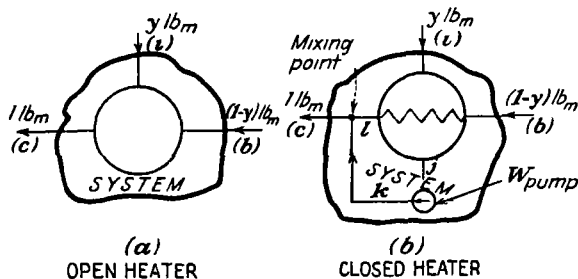 y lbm
(i)
1 lbm
(c)
(1-y) lbm
(b)
SYSTEM
(a)
OPEN HEATER
Mixing
point
y lbm
(i)
1 lbm
(c)
l
(1-y) lbm
(b)
j
SYSTEM
k
Wpump
(b)
CLOSED HEATER